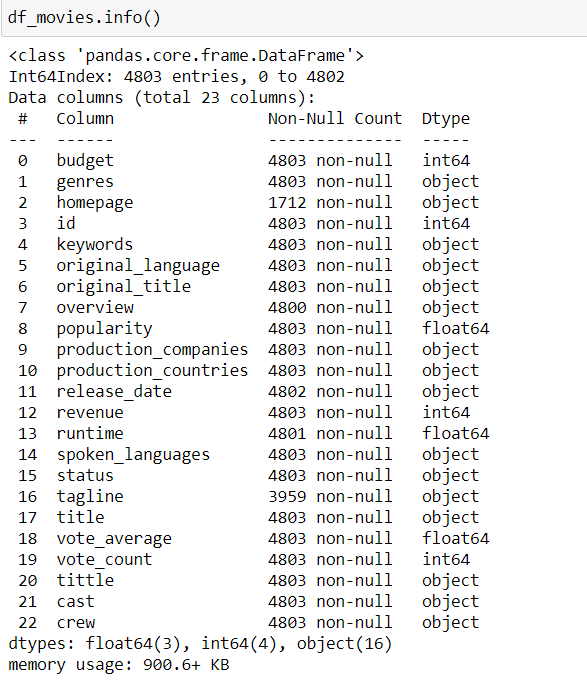 df_movies.info()
<class 'pandas.core.frame.DataFrame'>
Int64Index: 4803 entries, 0 to 4802
Data columns (total 23 columns):
 #   Column                Non-Null Count  Dtype
---  ------                --------------  -----
 0   budget                4803 non-null   int64
 1   genres                4803 non-null   object
 2   homepage              1712 non-null   object
 3   id                    4803 non-null   int64
 4   keywords              4803 non-null   object
 5   original_language     4803 non-null   object
 6   original_title        4803 non-null   object
 7   overview              4800 non-null   object
 8   popularity            4803 non-null   float64
 9   production_companies  4803 non-null   object
 10  production_countries  4803 non-null   object
 11  release_date          4802 non-null   object
 12  revenue               4803 non-null   int64
 13  runtime               4801 non-null   float64
 14  spoken_languages      4803 non-null   object
 15  status                4803 non-null   object
 16  tagline               3959 non-null   object
 17  title                 4803 non-null   object
 18  vote_average          4803 non-null   float64
 19  vote_count            4803 non-null   int64
 20  tittle                4803 non-null   object
 21  cast                  4803 non-null   object
 22  crew                  4803 non-null   object
dtypes: float64(3), int64(4), object(16)
memory usage: 900.6+ KB